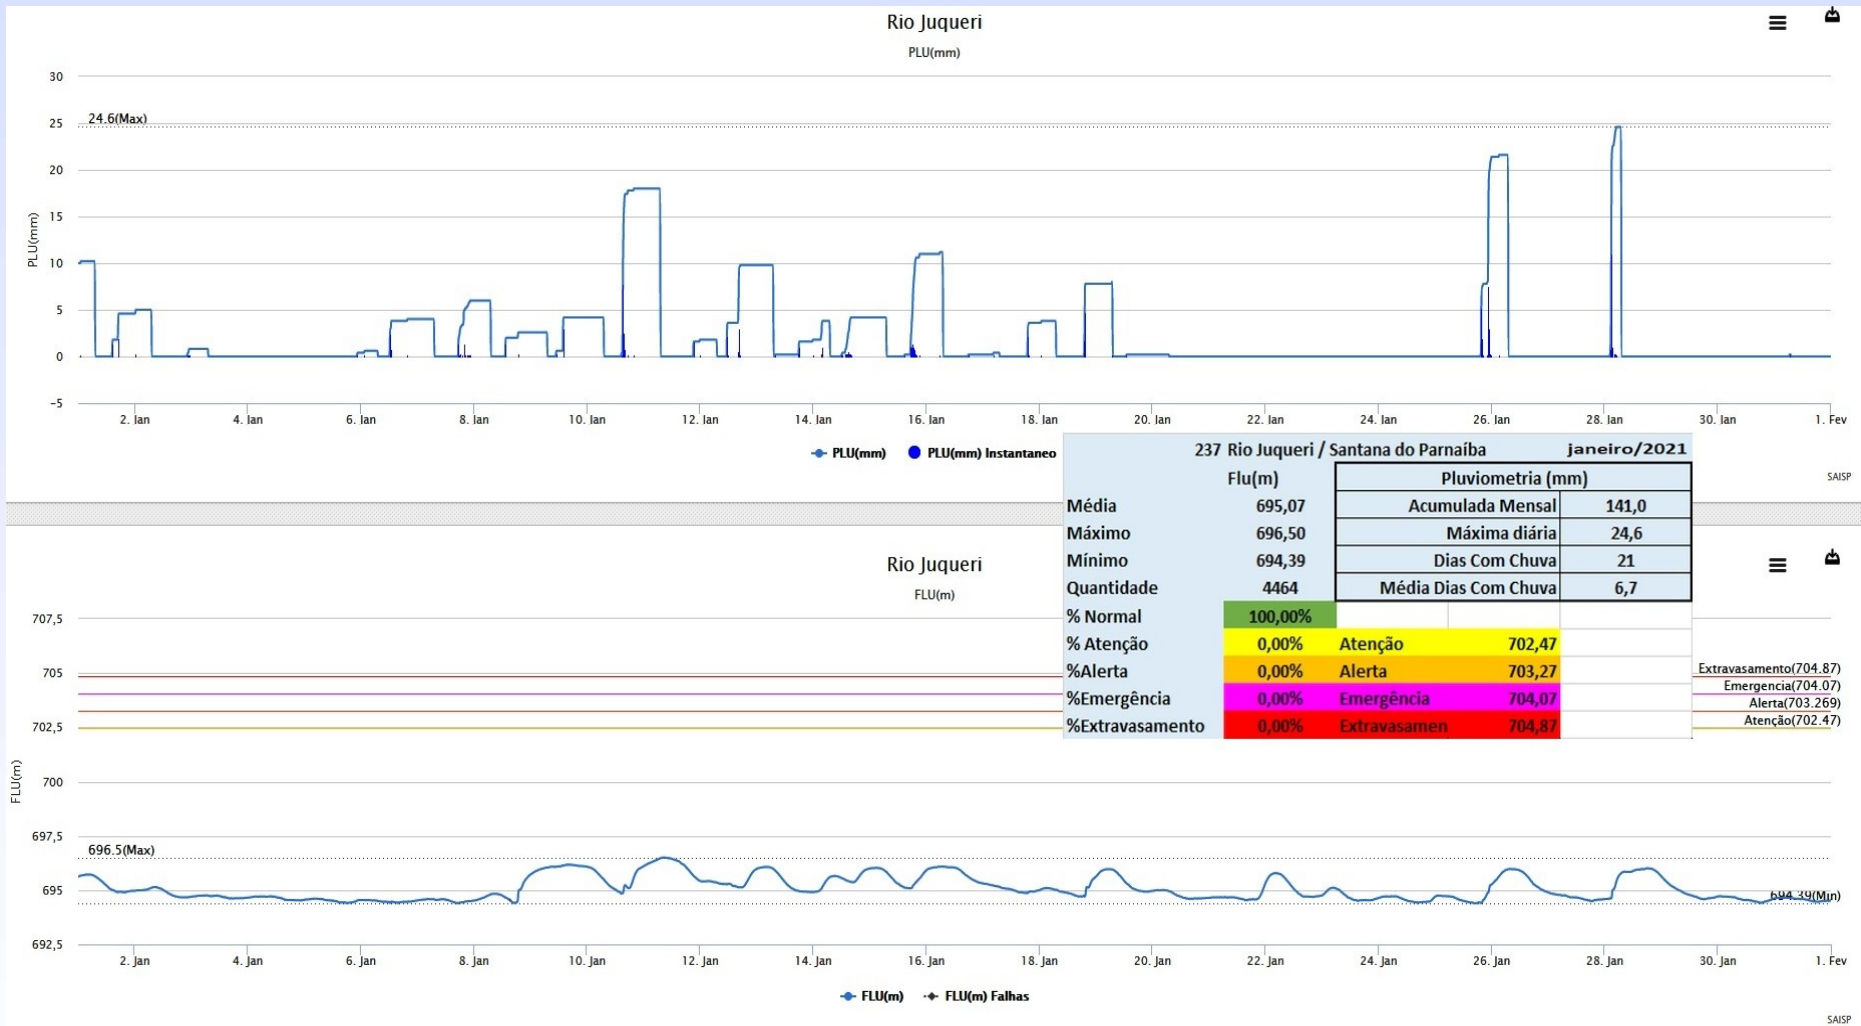 Rio Juqueri
PLU(mm)
30
24.6(Max)
25
20
15
10
5
0
−5
PLU(mm)
2. Jan 4. Jan 6. Jan 8. Jan 10. Jan 12. Jan 14. Jan 16. Jan 18. Jan 20. Jan 22. Jan 24. Jan 26. Jan 28. Jan 30. Jan 1. Fev
PLU(mm) PLU(mm) Instantaneo
SAISP
237 Rio Juqueri / Santana do Parnaíba janeiro/2021
Flu(m) Pluviometria (mm)
Média 695,07 Acumulada Mensal 141,0
Máximo 696,50 Máxima diária 24,6
Mínimo 694,39 Dias Com Chuva 21
Quantidade 4464 Média Dias Com Chuva 6,7
% Normal 100,00%
% Atenção 0,00% Atenção 702,47
%Alerta 0,00% Alerta 703,27
%Emergência 0,00% Emergência 704,07
%Extravasamento 0,00% Extravasamen 704,87
Rio Juqueri
FLU(m)
707,5
705
702,5
700
697,5
695
692,5
FLU(m)
Extravasamento(704.87)
Emergencia(704.07)
Alerta(703.269)
Atenção(702.47)
696.5(Max)
694.39(Min)
2. Jan 4. Jan 6. Jan 8. Jan 10. Jan 12. Jan 14. Jan 16. Jan 18. Jan 20. Jan 22. Jan 24. Jan 26. Jan 28. Jan 30. Jan 1. Fev
FLU(m) FLU(m) Falhas
SAISP